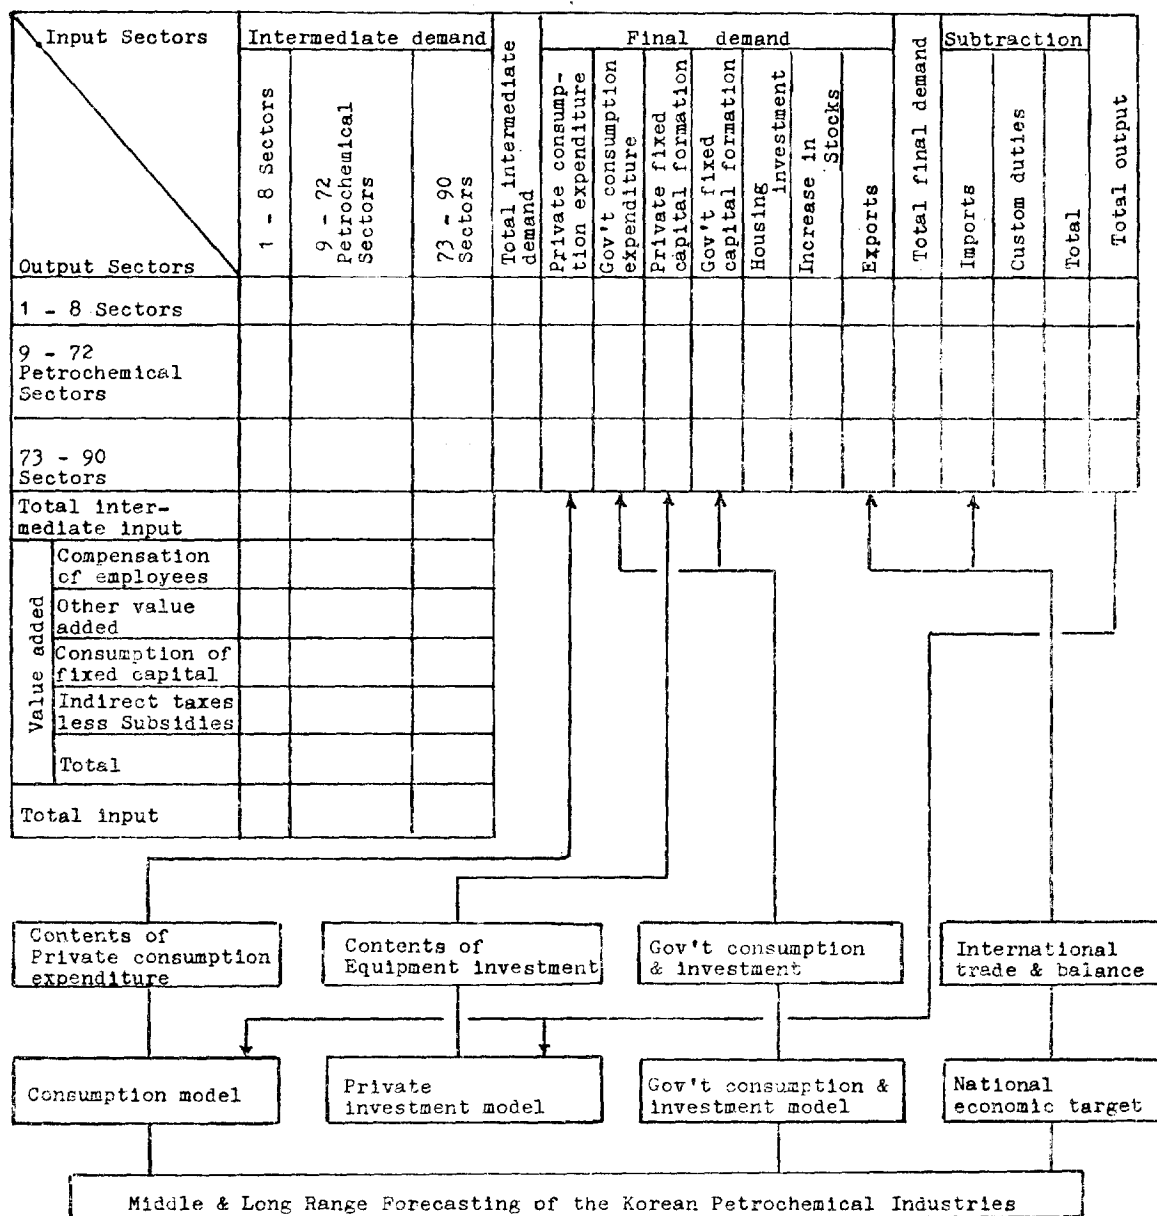 Input Sectors
Output Sectors
Intermediate demand
1 - 8 Sectors
9 - 72
Petrochemical
Sectors
73 - 90
Sectors
Total intermediate
demand
Final demand
Private consump-
tion expenditure
Gov't consumption
expenditure
Private fixed
capital formation
Gov't fixed
capital formation
Housing
investment
Increase in
Stocks
Exports
Total final demand
Subtraction
Imports
Custom duties
Total
Total output
1 - 8 Sectors
9 - 72
Petrochemical
Sectors
73 - 90
Sectors
Total inter-
mediate input
Value added
Compensation
of employees
Other value
added
Consumption of
fixed capital
Indirect taxes
less Subsidies
Total
Total input
Contents of
Private consumption
expenditure
Contents of
Equipment investment
Gov't consumption
& investment
International
trade & balance
Consumption model
Private
investment model
Gov't consumption &
investment model
National
economic target
Middle & Long Range Forecasting of the Korean Petrochemical Industries